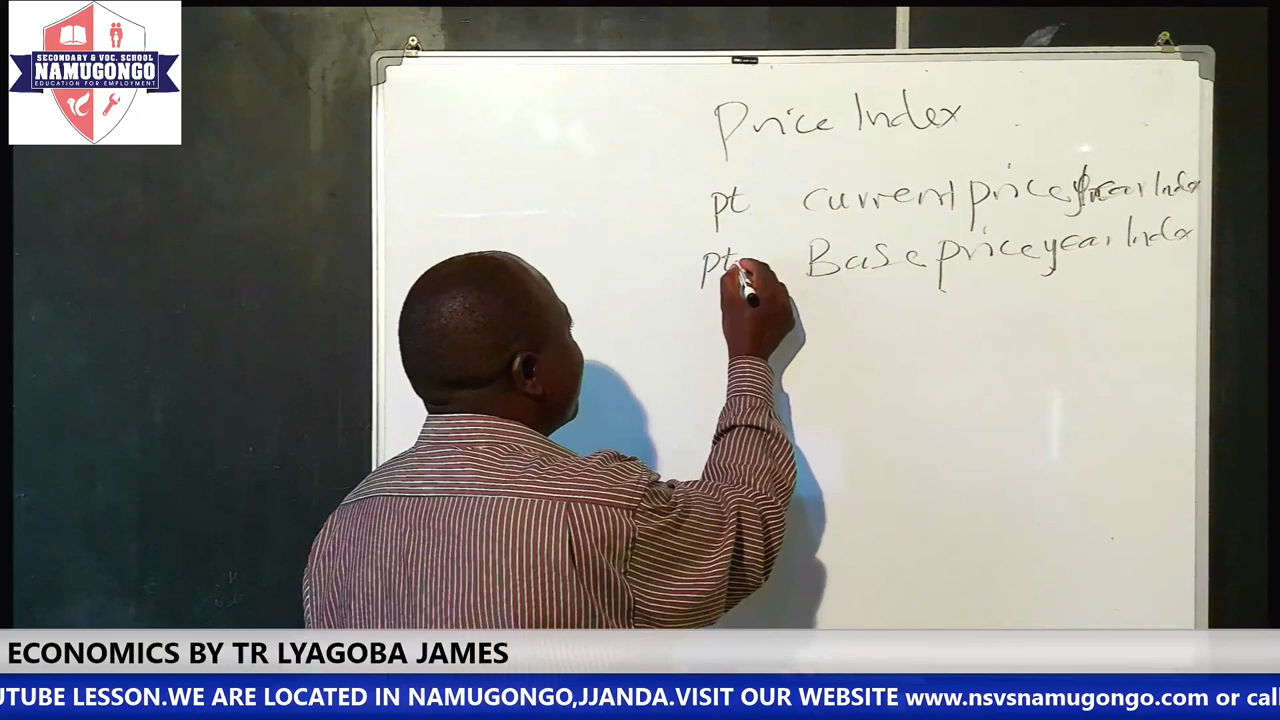 SECONDARY & VOC. SCHOOL
NAMUGONGO
EDUCATION FOR EMPLOYMENT
Price Index
pt current price year Index
pt Base price year Index
ECONOMICS BY TR LYAGOBA JAMES
UTUBE LESSON.WE ARE LOCATED IN NAMUGONGO,JJANDA.VISIT OUR WEBSITE www.nsvsnamugongo.com or cal